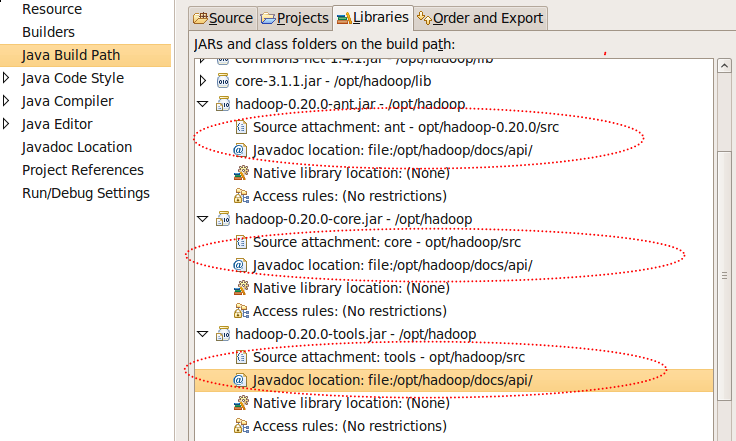 Resource
Builders
Java Build Path
Java Code Style
Java Compiler
Java Editor
Javadoc Location
Project References
Run/Debug Settings
Source Projects Libraries Order and Export
JARs and class folders on the build path:
commons-net-1.4.1.jar - /opt/hadoop/lib
core-3.1.1.jar - /opt/hadoop/lib
hadoop-0.20.0-ant.jar - /opt/hadoop
Source attachment: ant - opt/hadoop-0.20.0/src
Javadoc location: file:/opt/hadoop/docs/api/
Native library location: (None)
Access rules: (No restrictions)
hadoop-0.20.0-core.jar - /opt/hadoop
Source attachment: core - opt/hadoop/src
Javadoc location: file:/opt/hadoop/docs/api/
Native library location: (None)
Access rules: (No restrictions)
hadoop-0.20.0-tools.jar - /opt/hadoop
Source attachment: tools - opt/hadoop/src
Javadoc location: file:/opt/hadoop/docs/api/
Native library location: (None)
Access rules: (No restrictions)